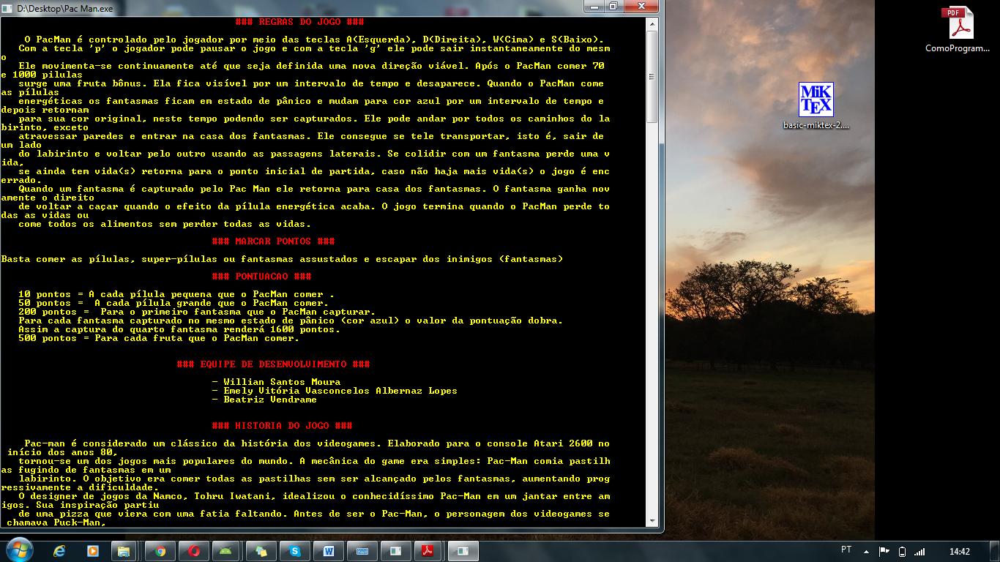 D:\Desktop\Pac Man.exe
### REGRAS DO JOGO ###
O PacMan é controlado pelo jogador por meio das teclas A(Esquerda), D(Direita), W(Cima) e S(Baixo).
Com a tecla 'p' o jogador pode pausar o jogo e com a tecla 'g' ele pode sair instantaneamente do mesm
o
Ele movimenta-se continuamente até que seja definida uma nova direção viável. Após o PacMan comer 70
e 1000 pilulas
surge uma fruta bônus. Ela fica visível por um intervalo de tempo e desaparece. Quando o PacMan come
as pílulas
energéticas os fantasmas ficam em estado de pânico e mudam para cor azul por um intervalo de tempo e
depois retornam
para sua cor original, neste tempo podendo ser capturados. Ele pode andar por todos os caminhos do la
birinto, exceto
atravessar paredes e entrar na casa dos fantasmas. Ele consegue se tele transportar, isto é, sair de
um lado
do labirinto e voltar pelo outro usando as passagens laterais. Se colidir com um fantasma perde uma v
ida,
se ainda tem vida(s) retorna para o ponto inicial de partida, caso não haja mais vida(s) o jogo é enc
errado.
Quando um fantasma é capturado pelo Pac Man ele retorna para casa dos fantasmas. O fantasma ganha nov
amente o direito
de voltar a caçar quando o efeito da pílula energética acaba. O jogo termina quando o PacMan perde to
das as vidas ou
come todos os alimentos sem perder todas as vidas.
### MARCAR PONTOS ###
Basta comer as pílulas, super-pílulas ou fantasmas assustados e escapar dos inimigos (fantasmas)
### PONTUACAO ###
10 pontos = A cada pílula pequena que o PacMan comer .
50 pontos =  A cada pílula grande que o PacMan comer.
200 pontos =  Para o primeiro fantasma que o PacMan capturar.
Para cada fantasma capturado no mesmo estado de pânico (cor azul) o valor da pontuação dobra.
Assim a captura do quarto fantasma renderá 1600 pontos.
500 pontos = Para cada fruta que o PacMan comer.
### EQUIPE DE DESENVOLVIMENTO ###
- Willian Santos Moura
- Emely Vitória Vasconcelos Albernaz Lopes
- Beatriz Vendrame
### HISTORIA DO JOGO ###
Pac-man é considerado um clássico da história dos videogames. Elaborado para o console Atari 2600 no
início dos anos 80,
tornou-se um dos jogos mais populares do mundo. A mecânica do game era simples: Pac-Man comia pastilh
as fugindo de fantasmas em um
labirinto. O objetivo era comer todas as pastilhas sem ser alcançado pelos fantasmas, aumentando prog
ressivamente a dificuldade.
O designer de jogos da Namco, Tohru Iwatani, idealizou o conhecidíssimo Pac-Man em um jantar entre am
igos. Sua inspiração partiu
de uma pizza que viera com uma fatia faltando. Antes de ser o Pac-Man, o personagem dos videogames se
chamava Puck-Man,
PDF
ComoProgram...
MiKTEX
basic-miktex-2....
PT
14:42